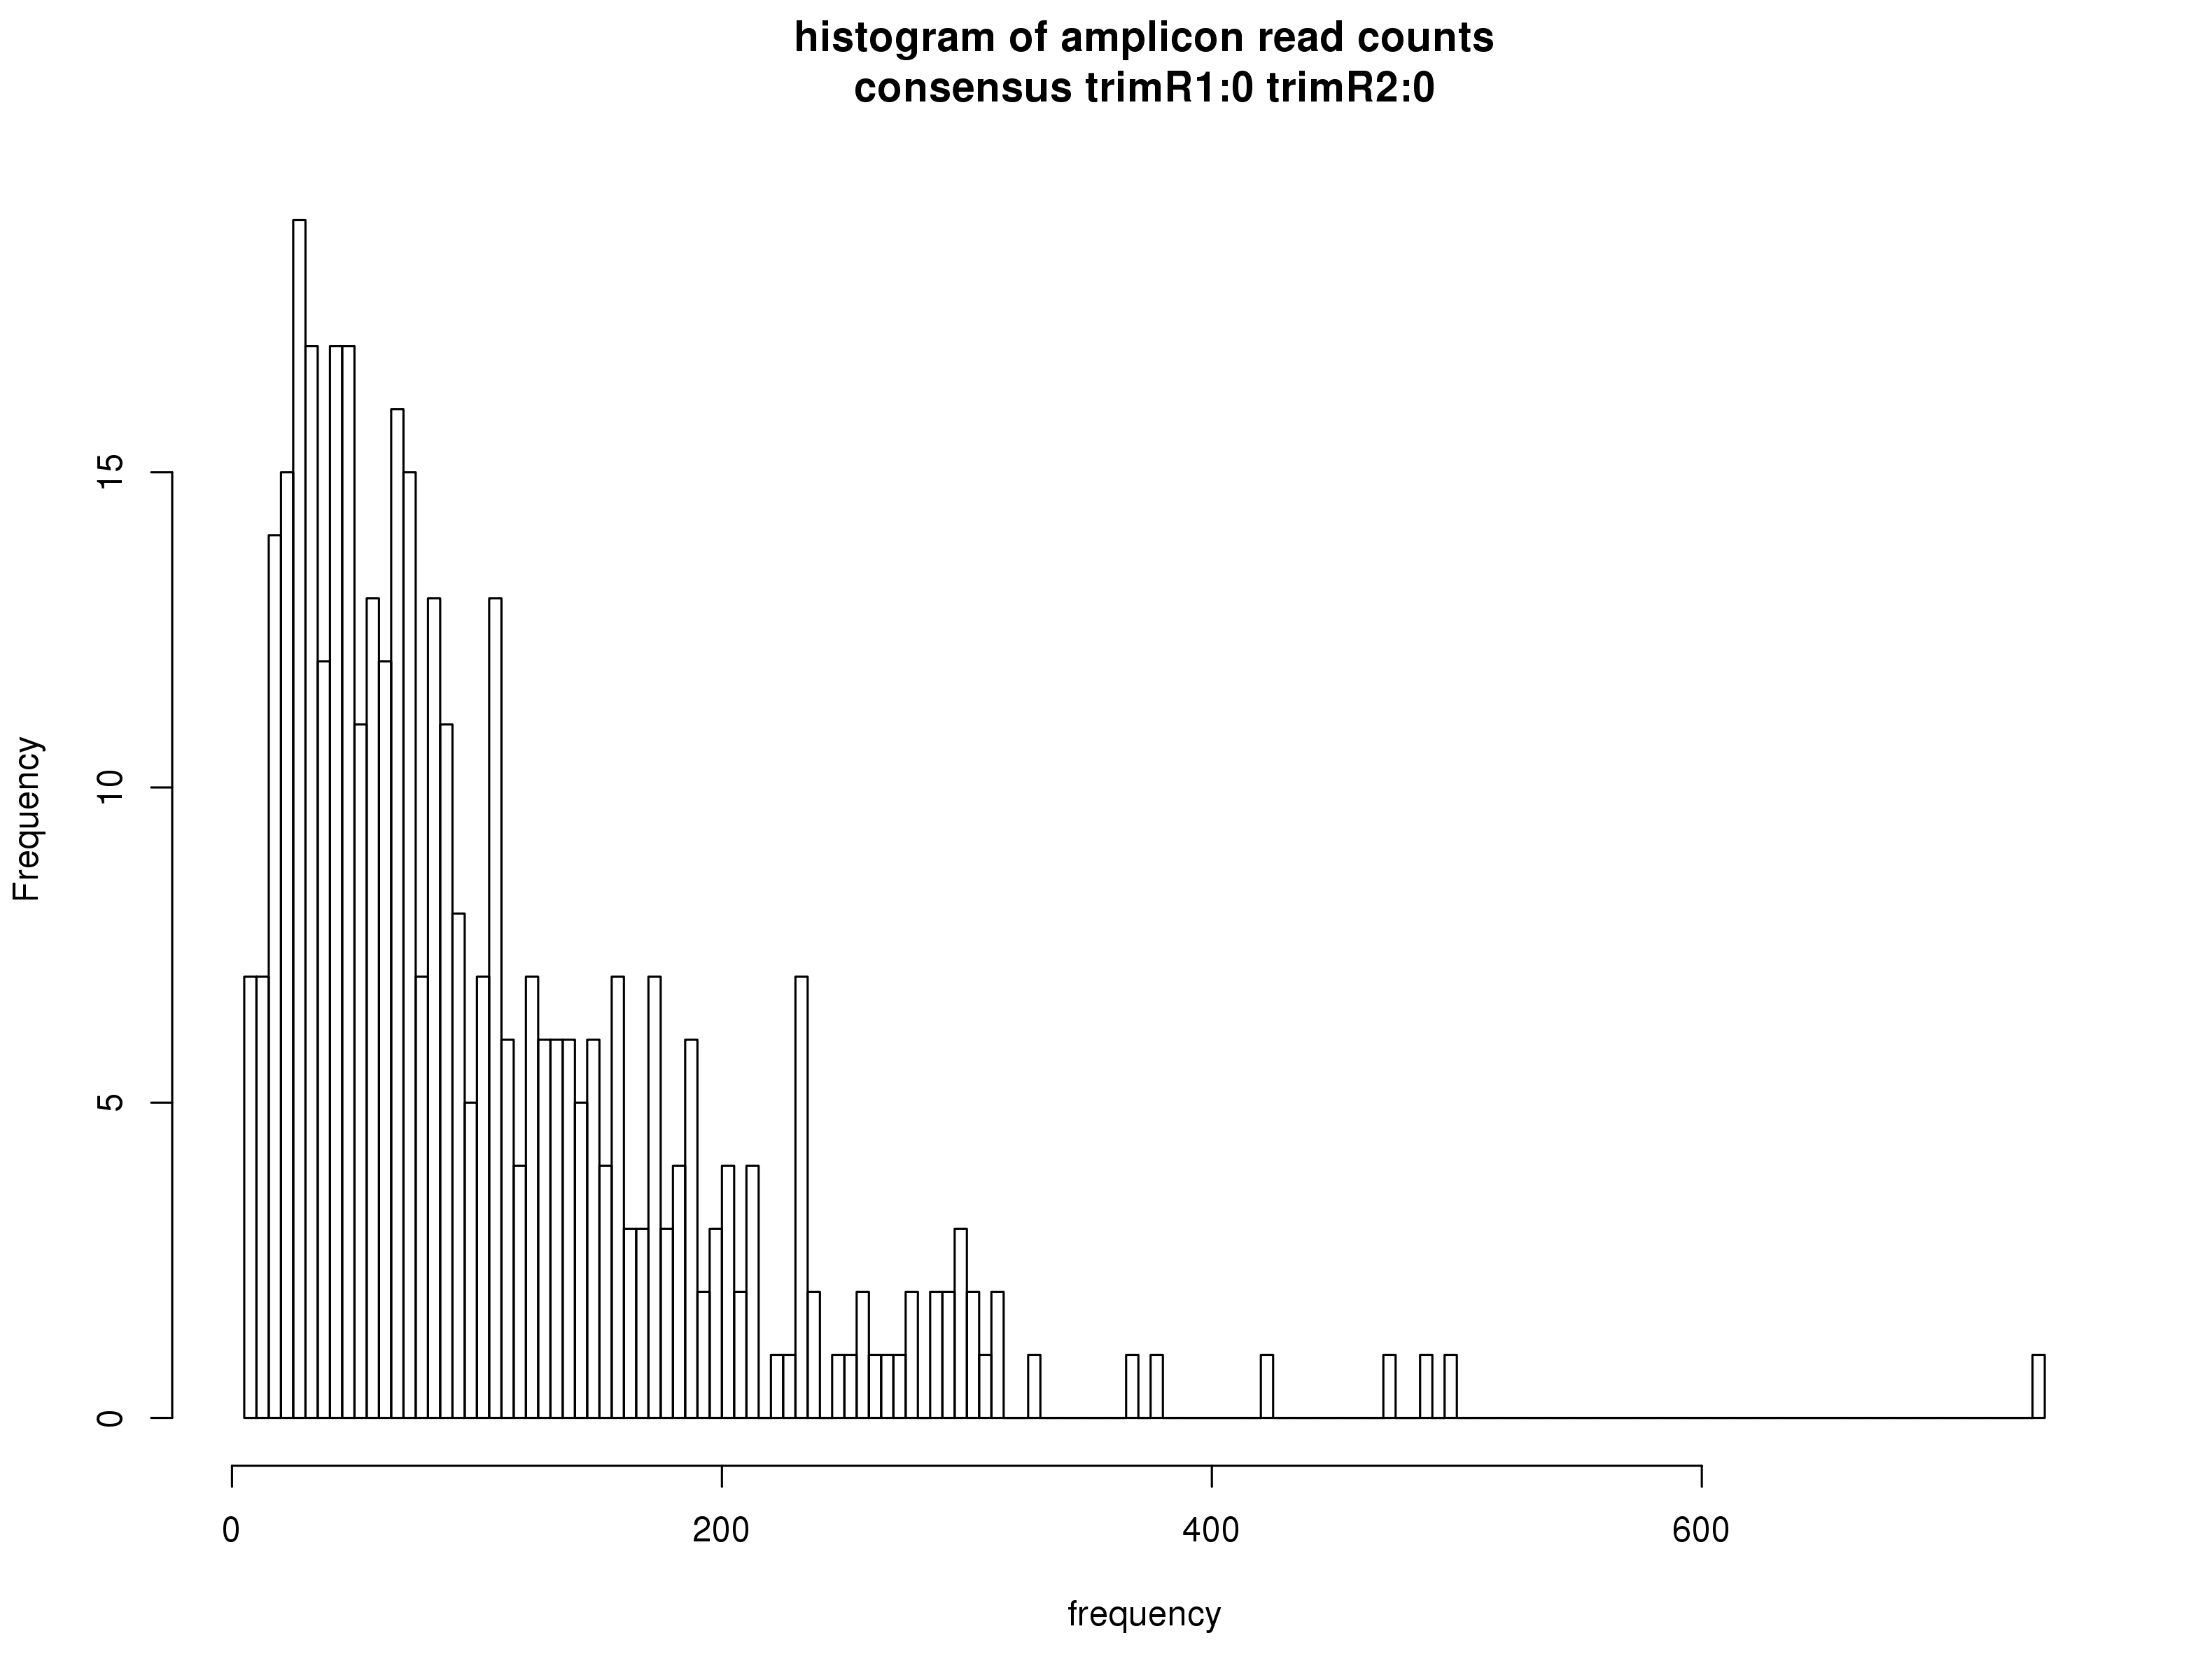 histogram of amplicon read counts
consensus trimR1:0 trimR2:0
Frequency
15
10
5
0
0 200 400 600
frequency